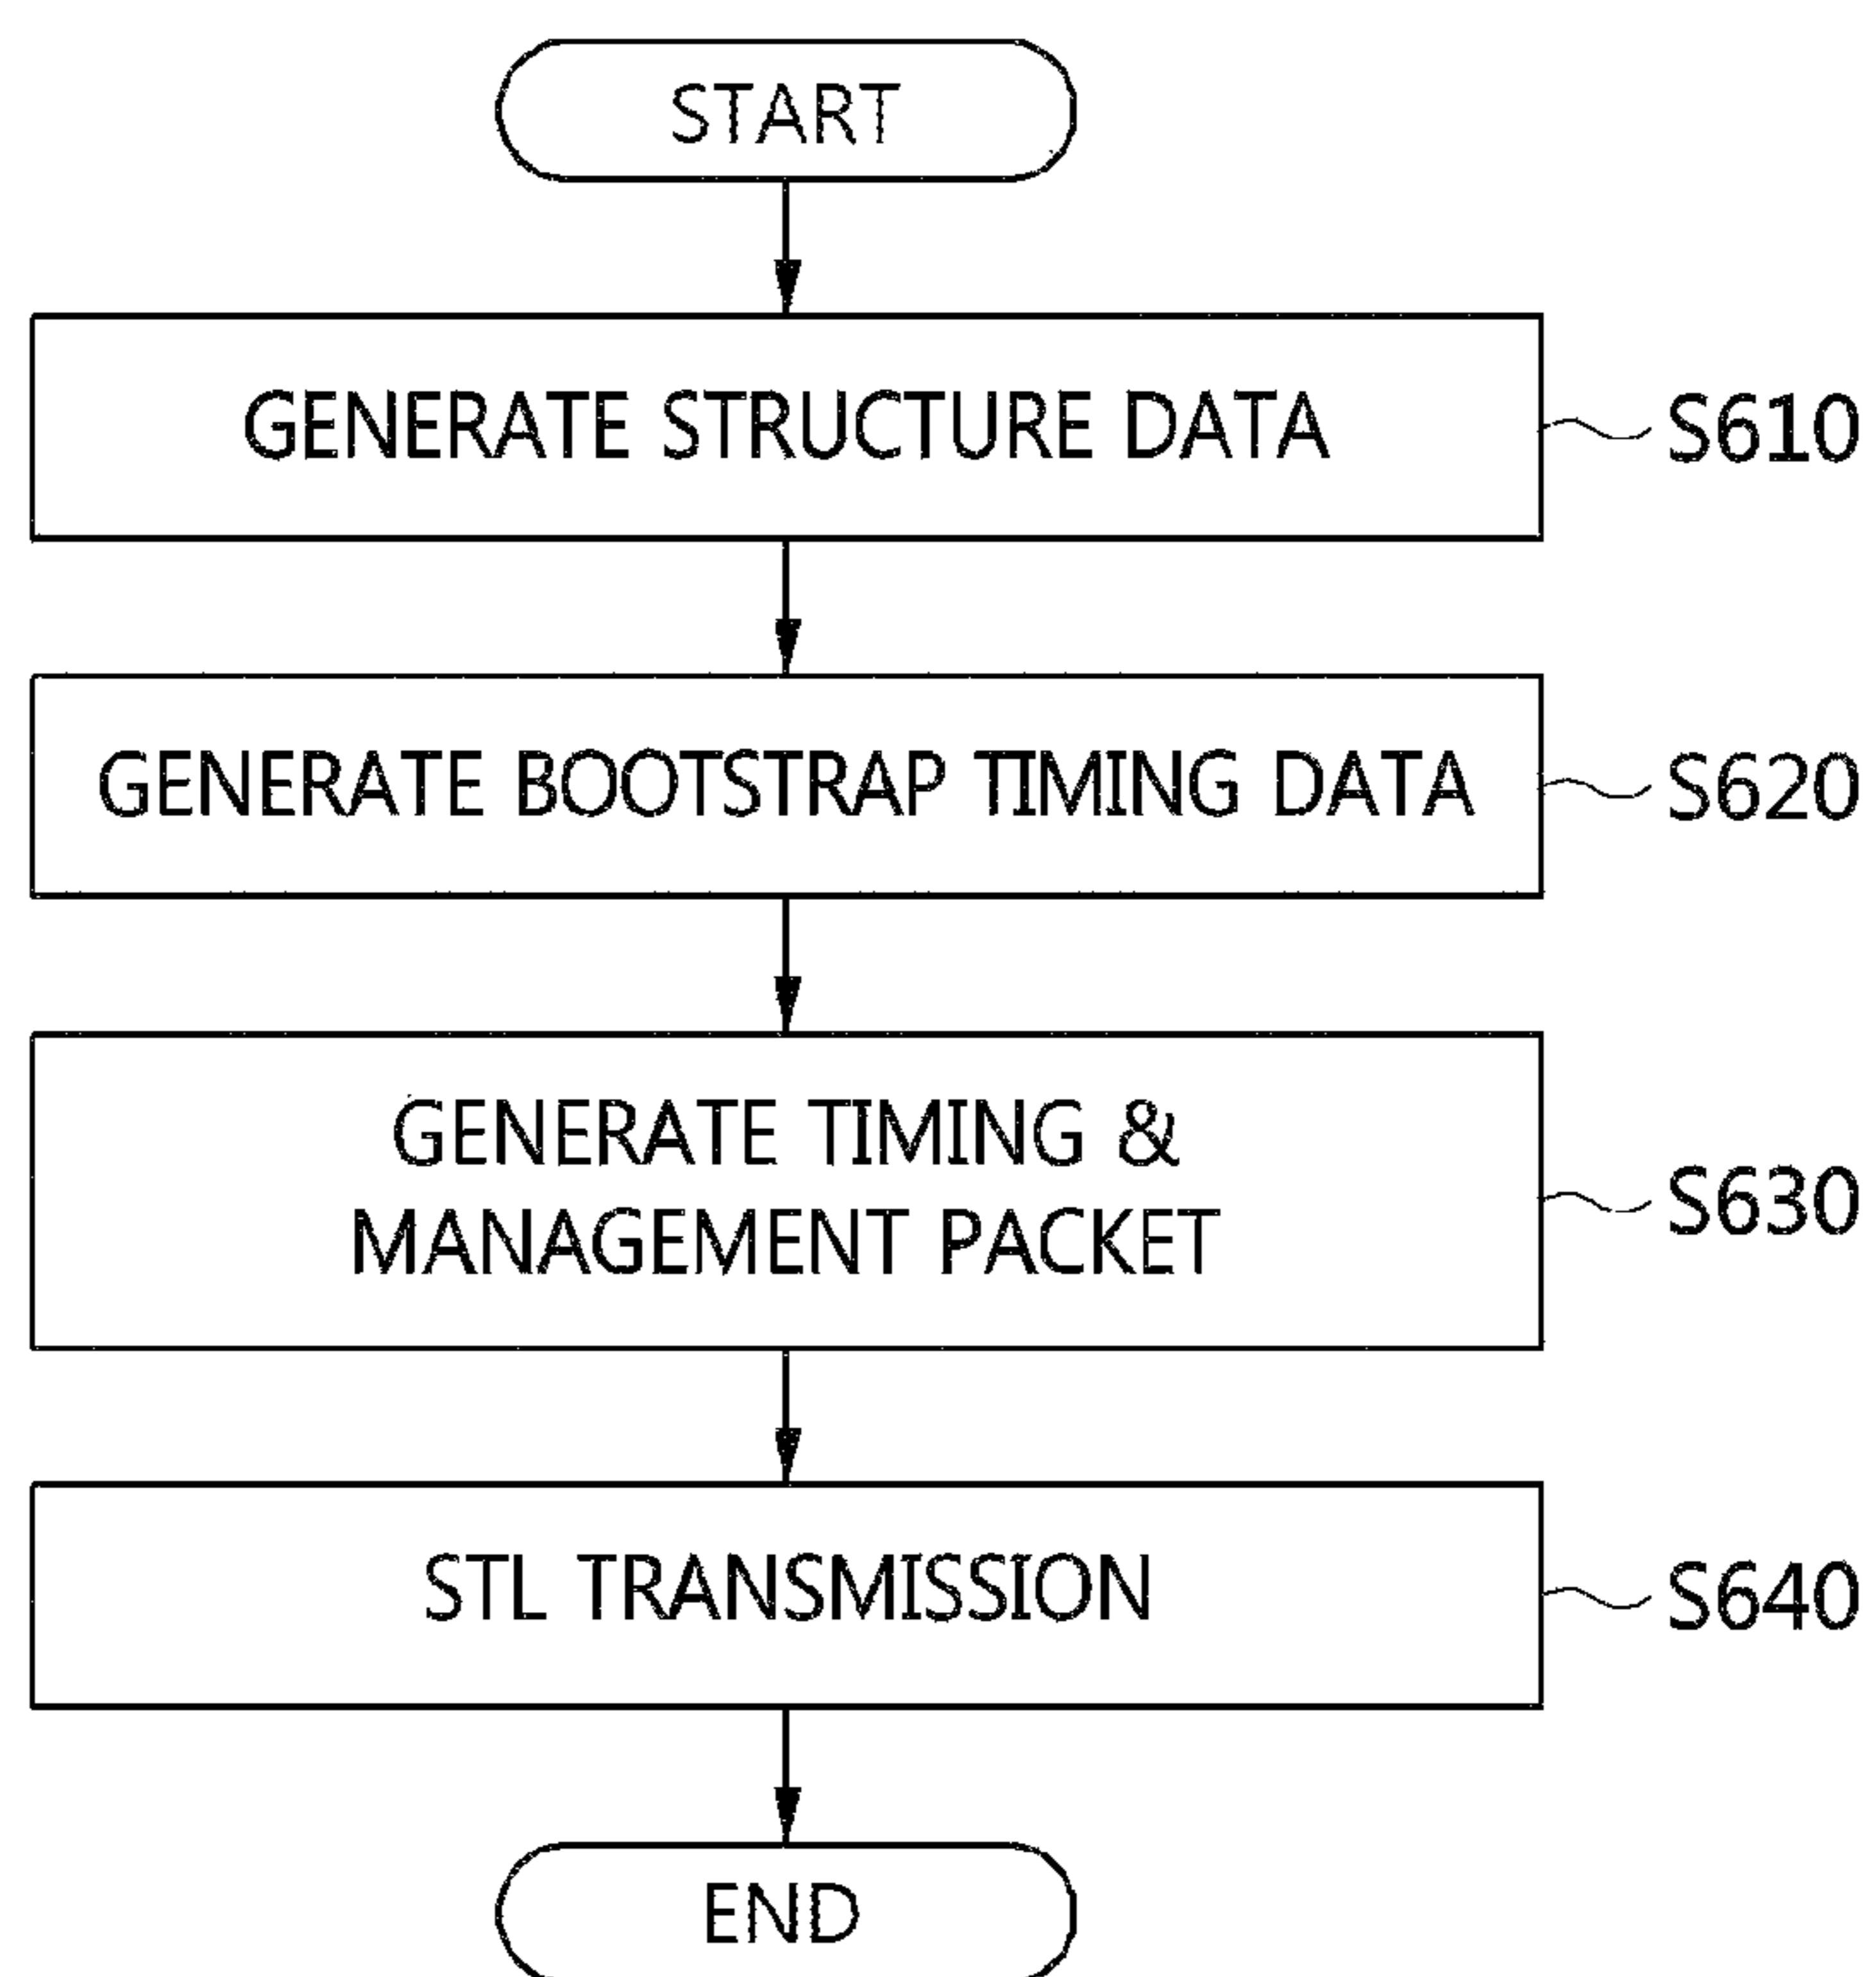 START
GENERATE STRUCTURE DATA
S610
GENERATE BOOTSTRAP TIMING DATA
S620
GENERATE TIMING &
MANAGEMENT PACKET
S630
STL TRANSMISSION
S640
END